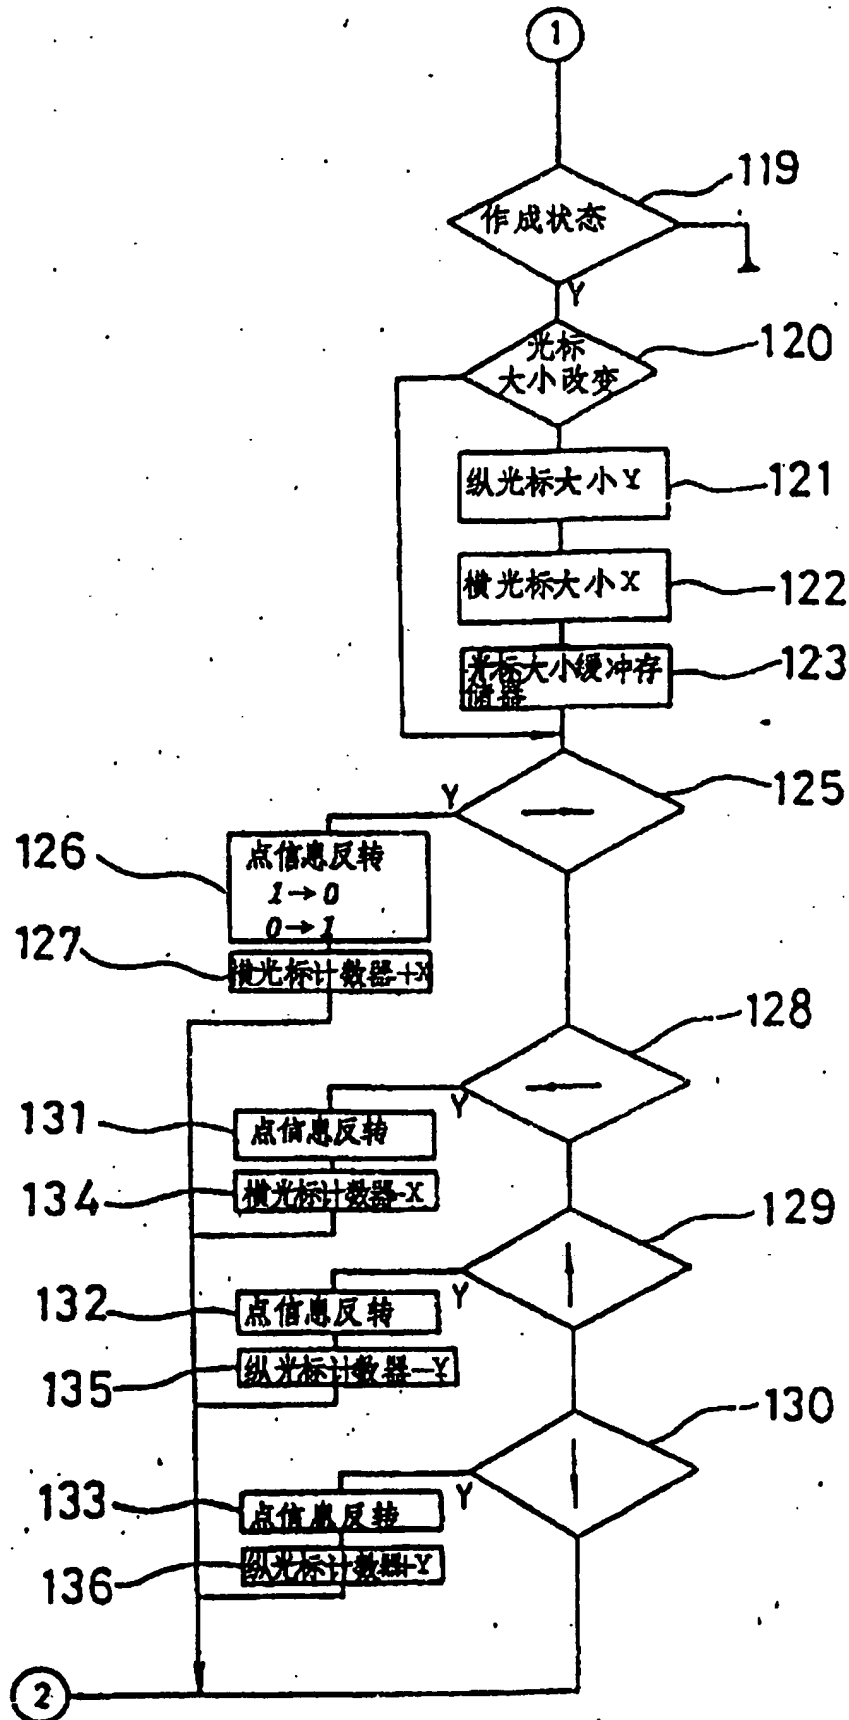 1
119
作成状态
Y
120
光标
大小改变
121
纵光标大小Y
122
横光标大小X
123
光标大小缓冲存
储器
125
Y
126
点信息反转
1→0
0→1
127
横光标计数器+X
128
Y
131
点信息反转
134
横光标计数器-X
129
Y
132
点信息反转
135
纵光标计数器-Y
130
Y
133
点信息反转
136
纵光标计数器+Y
2